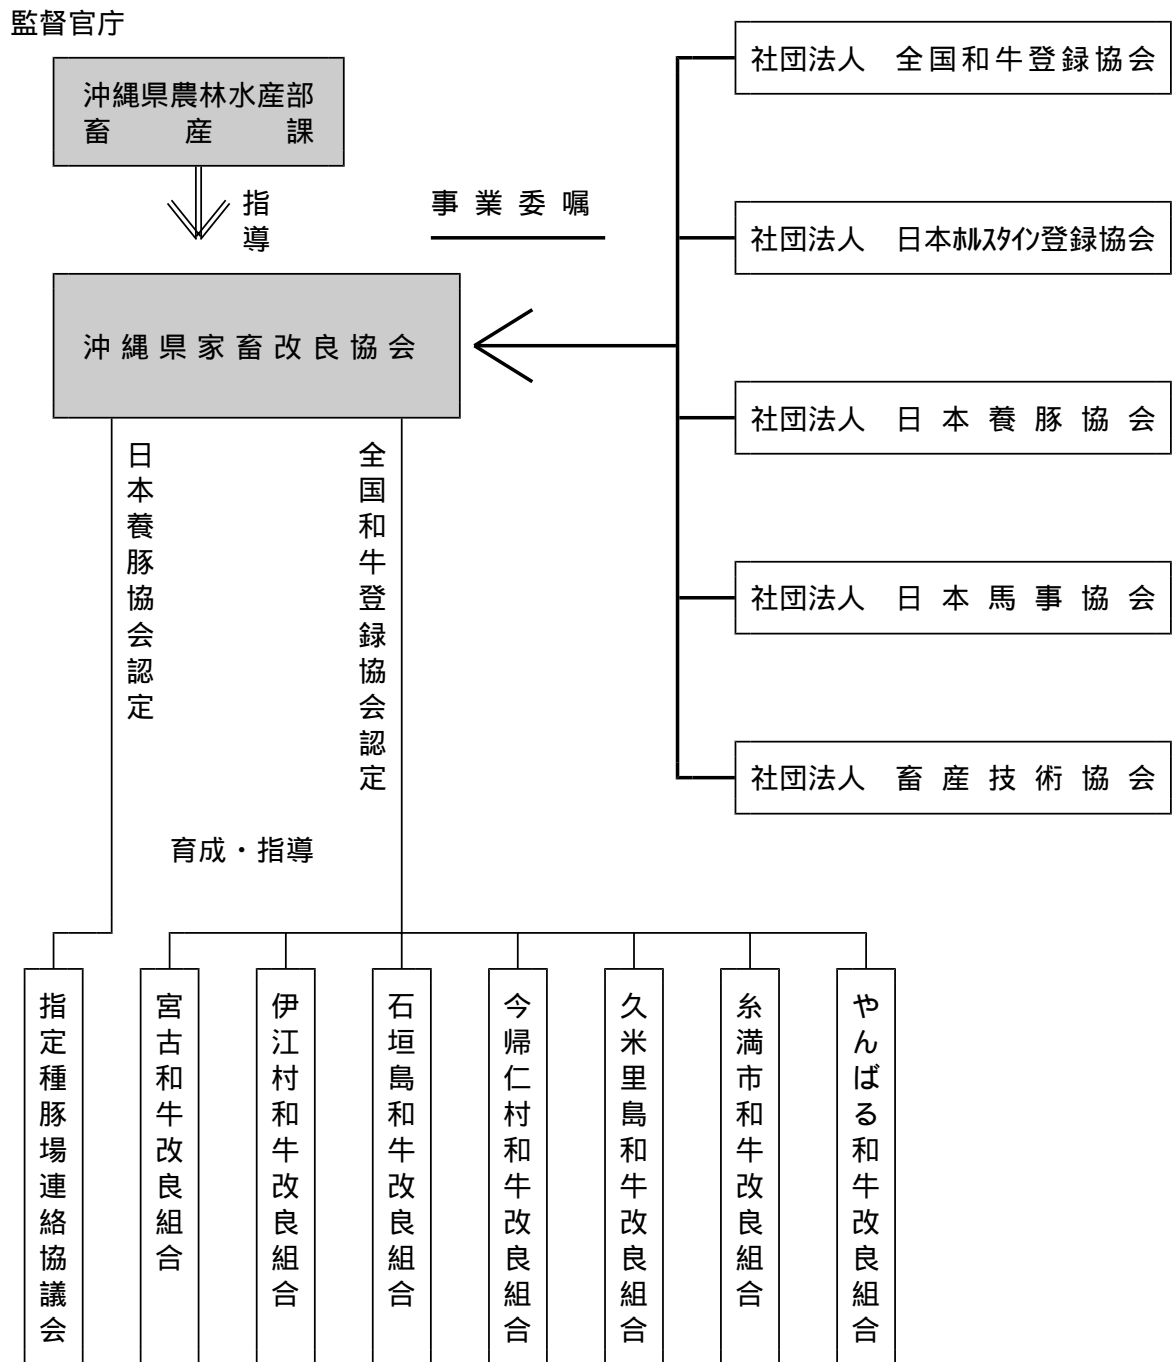 監督官庁
沖縄県農林水産部
畜産課
指導
事業委嘱
沖縄県家畜改良協会
社団法人 全国和牛登録協会
社団法人 日本ﾎﾙｽﾀｲﾝ登録協会
社団法人 日本養豚協会
社団法人 日本馬事協会
社団法人 畜産技術協会
日本養豚協会認定
全国和牛登録協会認定
育成・指導
指定種豚場連絡協議会
宮古和牛改良組合
伊江村和牛改良組合
石垣島和牛改良組合
今帰仁村和牛改良組合
久米里島和牛改良組合
糸満市和牛改良組合
やんばる和牛改良組合